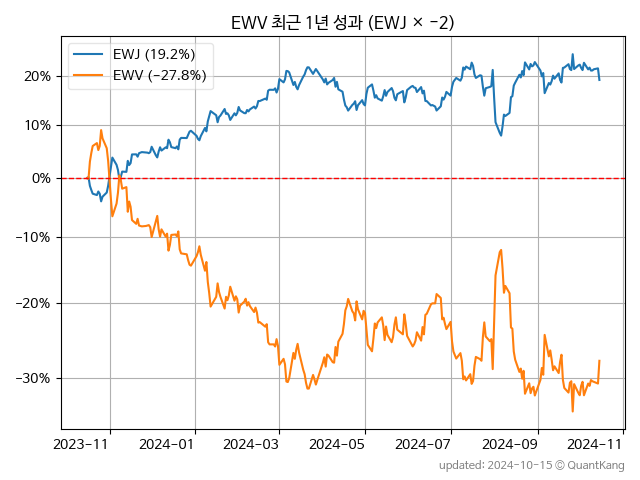 EWV 최근 1년 성과 (EWJ × −2)
EWJ (19.2%)
EWV (−27.8%)
20%
10%
0%
−10%
−20%
−30%
2023-11 2024-01 2024-03 2024-05 2024-07 2024-09 2024-11
updated: 2024-10-15 © QuantKang